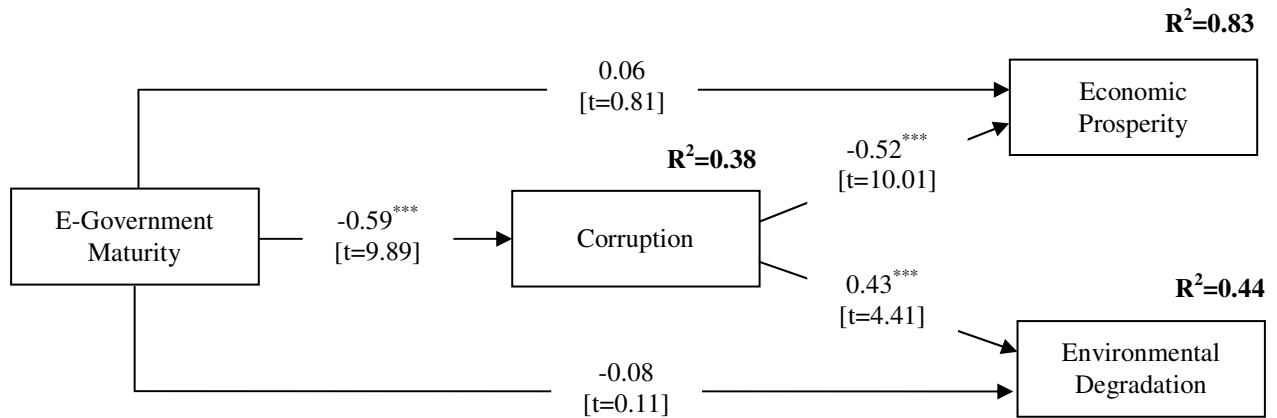 R²=0.83
0.06
[t=0.81]
Economic
Prosperity
-0.52***
[t=10.01]
R²=0.38
E-Government
Maturity
-0.59***
[t=9.89]
Corruption
0.43***
[t=4.41]
R²=0.44
Environmental
Degradation
-0.08
[t=0.11]